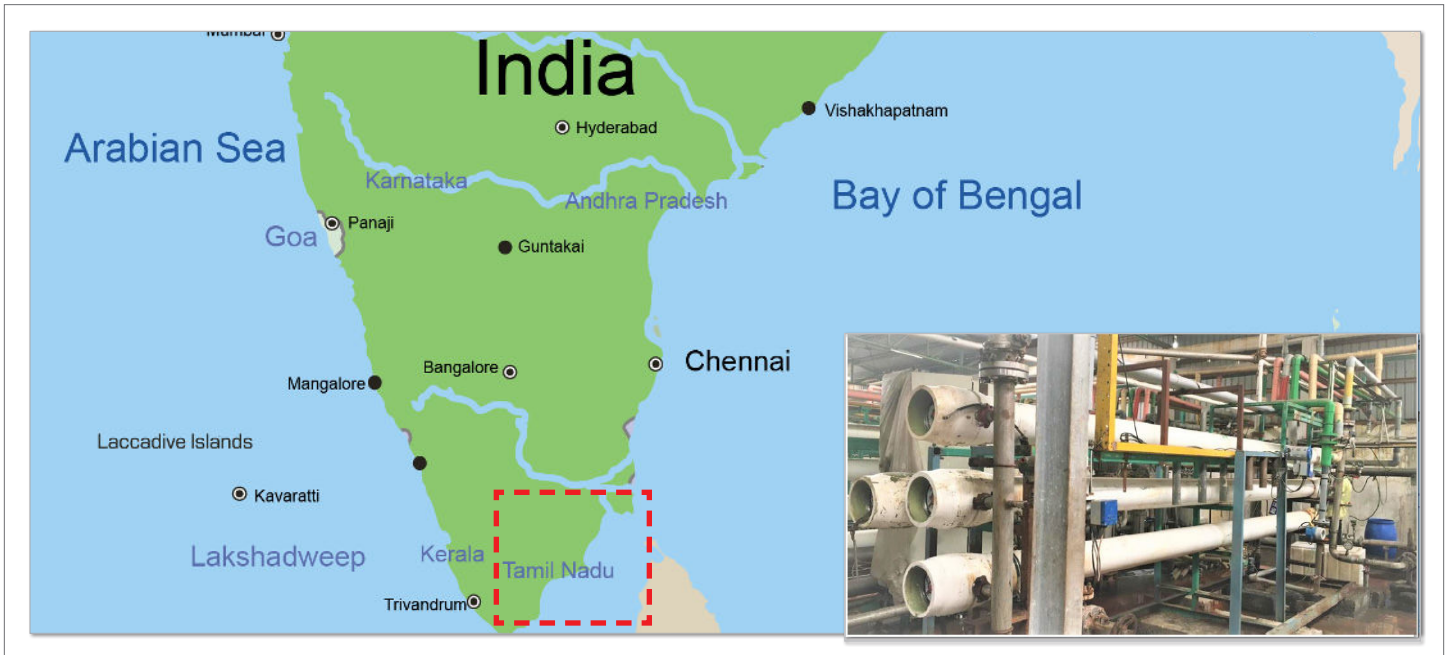 Mumbai
India
Vishakhapatnam
Hyderabad
Arabian Sea
Karnataka
Andhra Pradesh
Bay of Bengal
Panaji
Goa
Guntakai
Chennai
Bangalore
Mangalore
Laccadive Islands
Kavaratti
Lakshadweep
Kerala
Tamil Nadu
Trivandrum